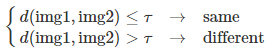 d(img1, img2) ≤ τ → same
d(img1, img2) > τ → different